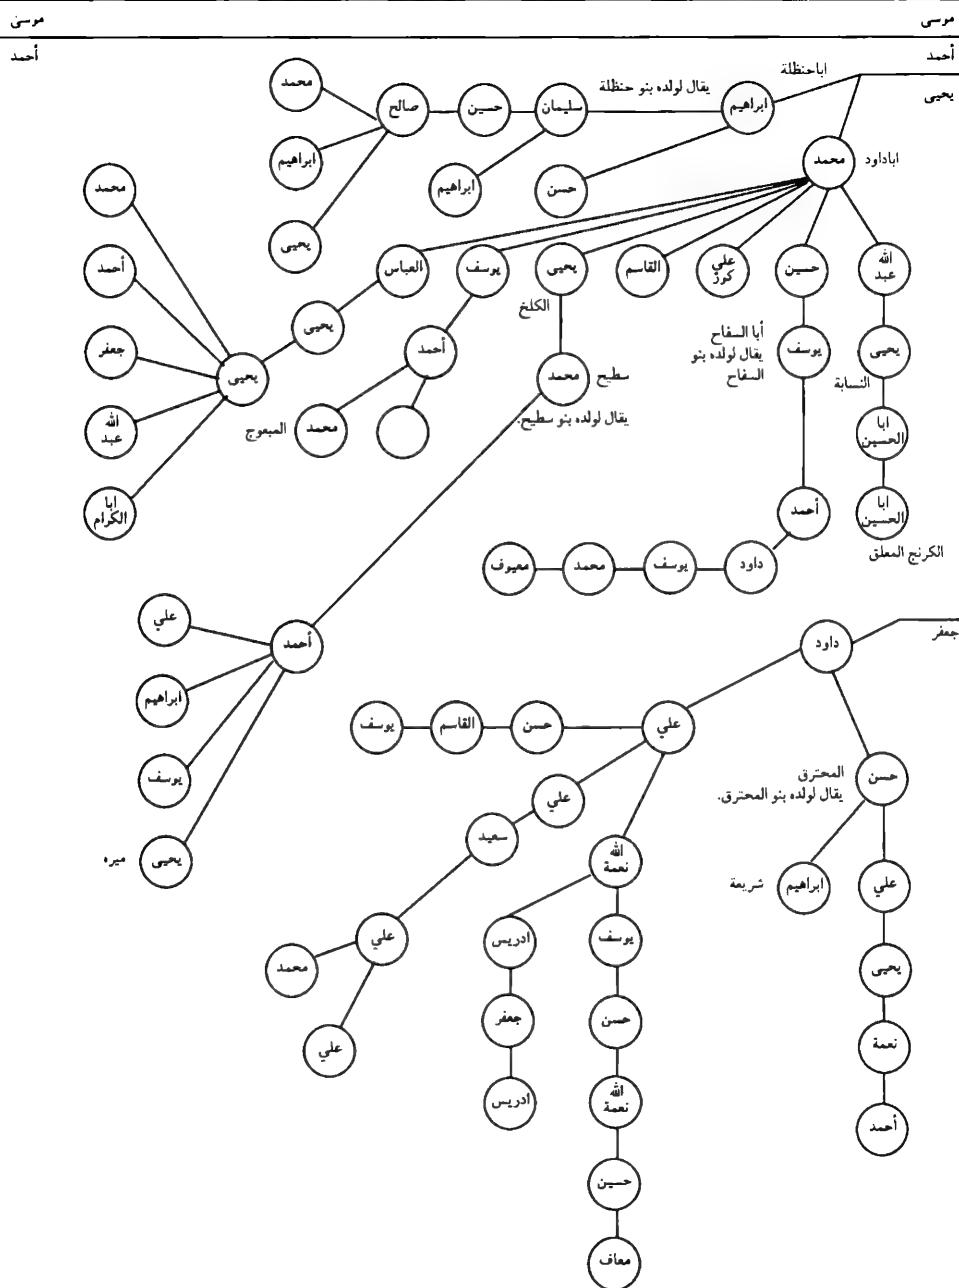 موسى
موسى
أحمد
أحمد
يحيى
اباحنظلة
ابراهيم
يقال لولده بنو حنظلة
سليمان
حسين
صالح
محمد
ابراهيم
يحيى
ابراهيم
حسن
محمد
اباداود
الله
عبد
حسين
علي
كوز
القاسم
يحيى
يوسف
العباس
الكلخ
يحيى
النسابة
ابا
الحسين
ابا
الحسين
الكرنج المعلق
يوسف
أبا السفاح
يقال لولده بنو
السفاح
أحمد
داود
يوسف
محمد
معيوف
محمد
سطيح
يقال لولده بنو سطيح.
أحمد
محمد
المبعوج
يحيى
يحيى
محمد
أحمد
جعفر
الله
عبد
ابا
الكرام
أحمد
علي
ابراهيم
يوسف
يحيى
ميره
جعفر
داود
علي
حسن
القاسم
يوسف
علي
سعيد
علي
محمد
علي
الله
نعمة
ادريس
جعفر
أدريس
يوسف
حسن
الله
نعمة
حسين
معاف
حسن
المحترق
يقال لولده بنو المحترق.
ابراهيم
شريعة
علي
يحيى
نعمة
أحمد